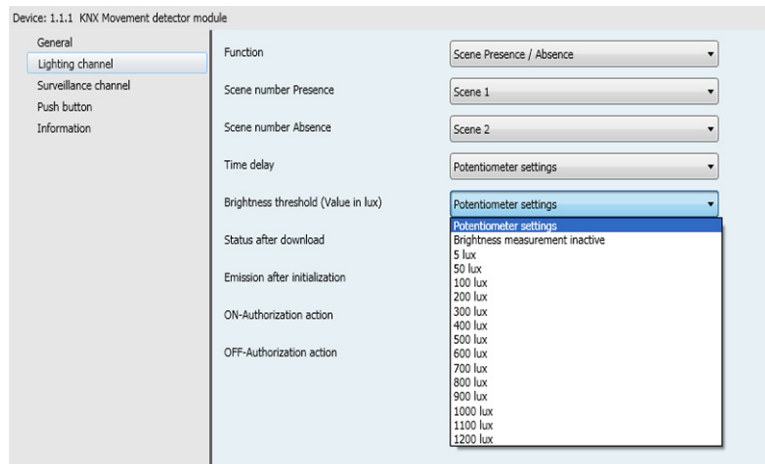 Device: 1.1.1 KNX Movement detector module
General
Lighting channel
Surveillance channel
Push button
Information
Function
Scene Presence / Absence
Scene number Presence
Scene 1
Scene number Absence
Scene 2
Time delay
Potentiometer settings
Brightness threshold (Value in lux)
Potentiometer settings
Potentiometer settings
Brightness measurement inactive
5 lux
50 lux
100 lux
200 lux
300 lux
400 lux
500 lux
600 lux
700 lux
800 lux
900 lux
1000 lux
1100 lux
1200 lux
Status after download
Emission after initialization
ON-Authorization action
OFF-Authorization action